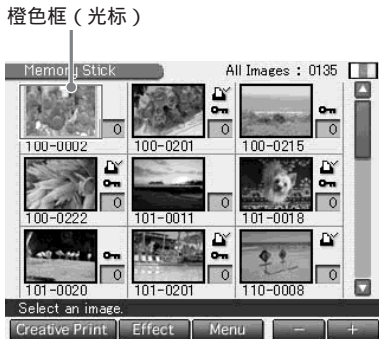 橙色框（光标）
Memory Stick All Images : 0135
0 0 0
100-0002 100-0201 100-0215
0 0 0
100-0222 101-0011 101-0018
0 0 0
101-0020 101-0201 110-0008
Select an image.
Creative Print Effect Menu － ＋